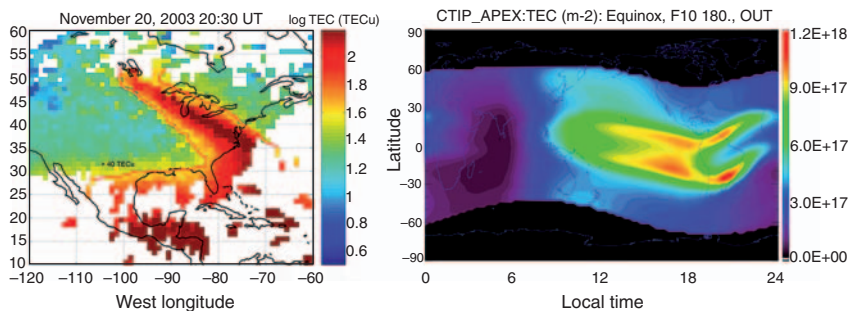 November 20, 2003 20:30 UT
log TEC (TECu)
60
55
50
45
40
35
30
25
20
15
10
−120 −110 −100 −90 −80 −70 −60
West longitude
40 TECu
2
1.8
1.6
1.4
1.2
1
0.8
0.6
CTIP_APEX:TEC (m-2): Equinox, F10 180., OUT
Latitude
90
60
30
0
−30
−60
−90
0 6 12 18 24
Local time
1.2E+18
9.0E+17
6.0E+17
3.0E+17
0.0E+00